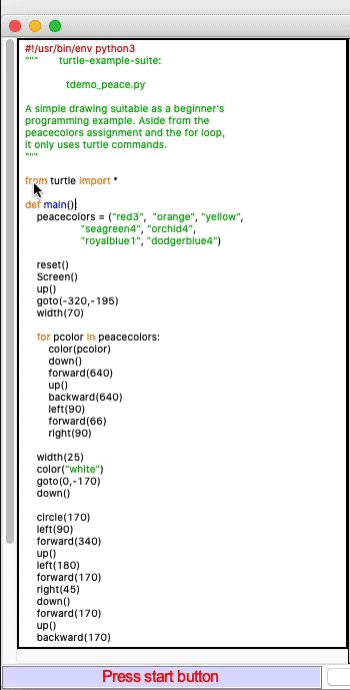 #!/usr/bin/env python3
"""       turtle-example-suite:
tdemo_peace.py
A simple drawing suitable as a beginner's
programming example. Aside from the
peacecolors assignment and the for loop,
it only uses turtle commands.
"""
from turtle import *
def main():
peacecolors = ("red3",  "orange", "yellow",
"seagreen4", "orchid4",
"royalblue1", "dodgerblue4")
reset()
Screen()
up()
goto(-320,-195)
width(70)
for pcolor in peacecolors:
color(pcolor)
down()
forward(640)
up()
backward(640)
left(90)
forward(66)
right(90)
width(25)
color("white")
goto(0,-170)
down()
circle(170)
left(90)
forward(340)
up()
left(180)
forward(170)
right(45)
down()
forward(170)
up()
backward(170)
Press start button